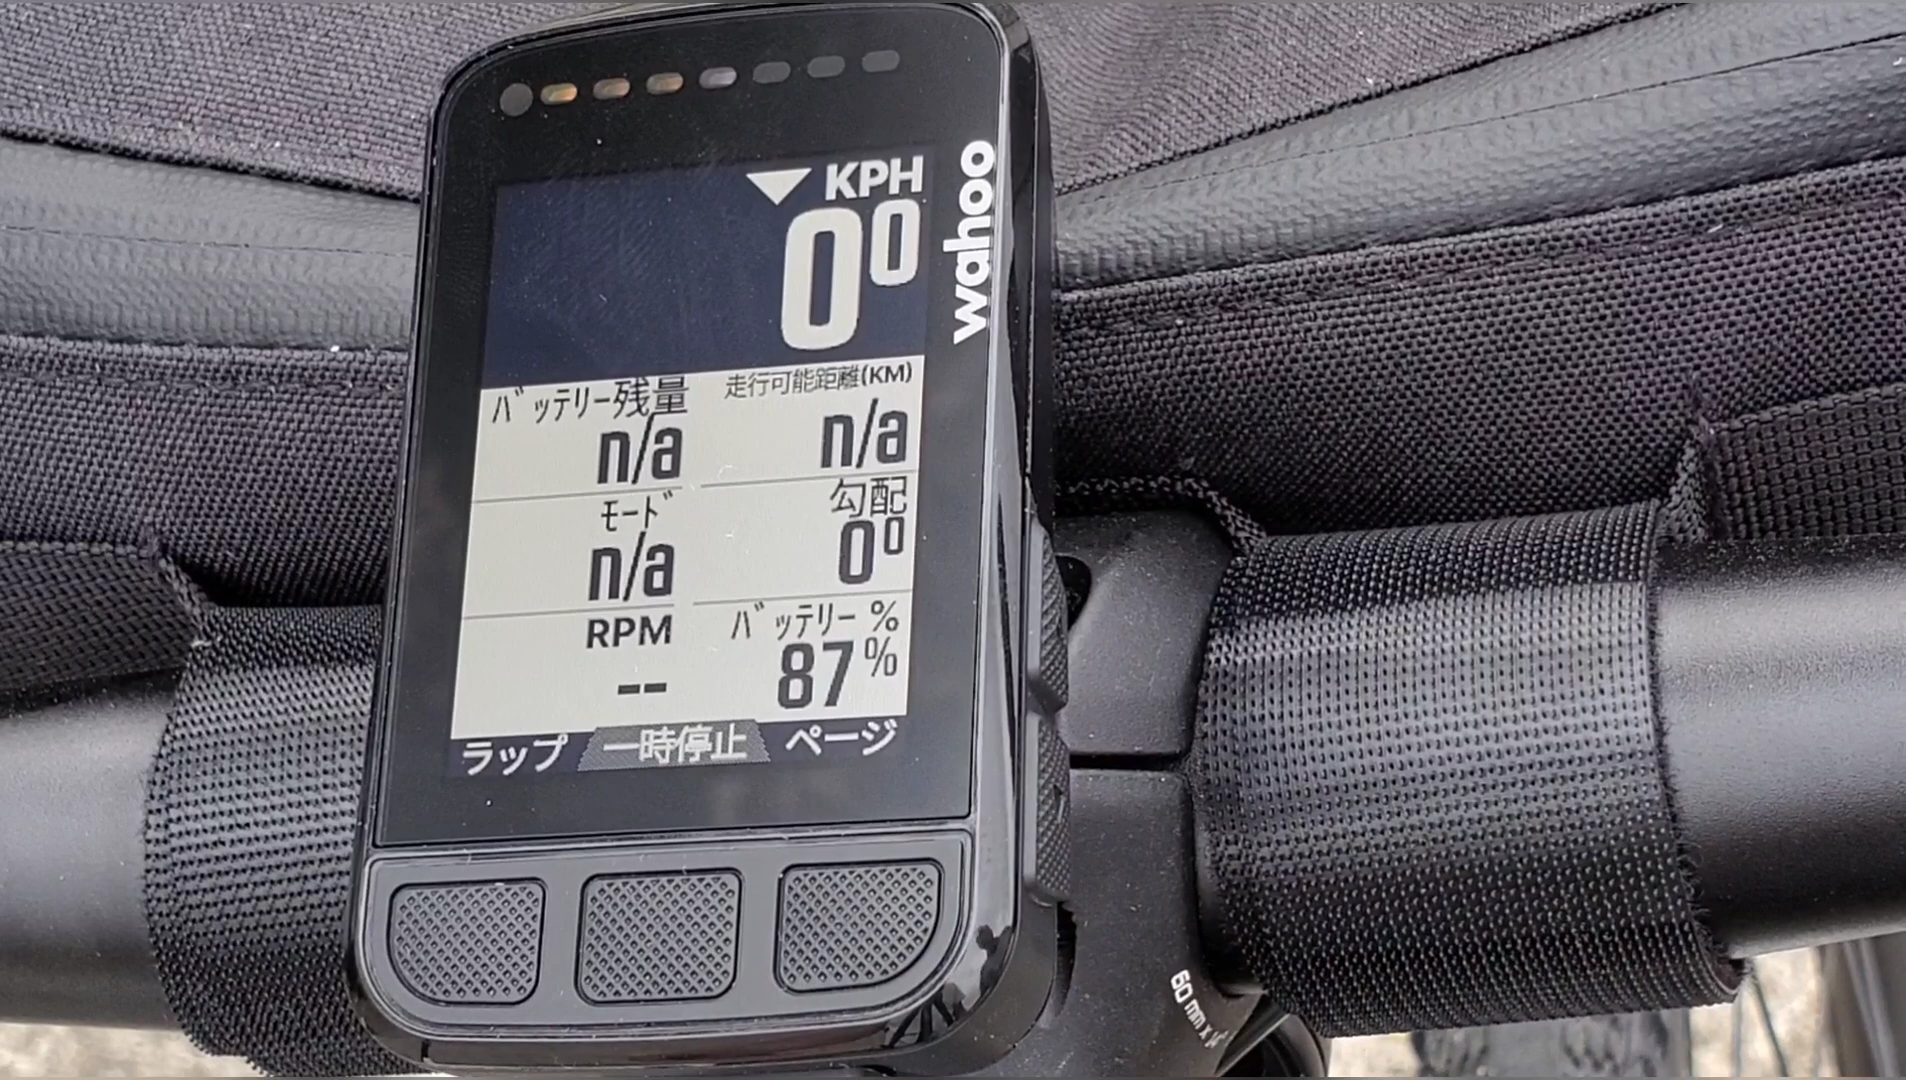 KPH
0⁰
wahoo
バッテリー残量
n/a
走行可能距離(KM)
n/a
モード
n/a
勾配
0⁰
RPM
--
バッテリー %
87%
ラップ 一時停止 ページ
60 mm x